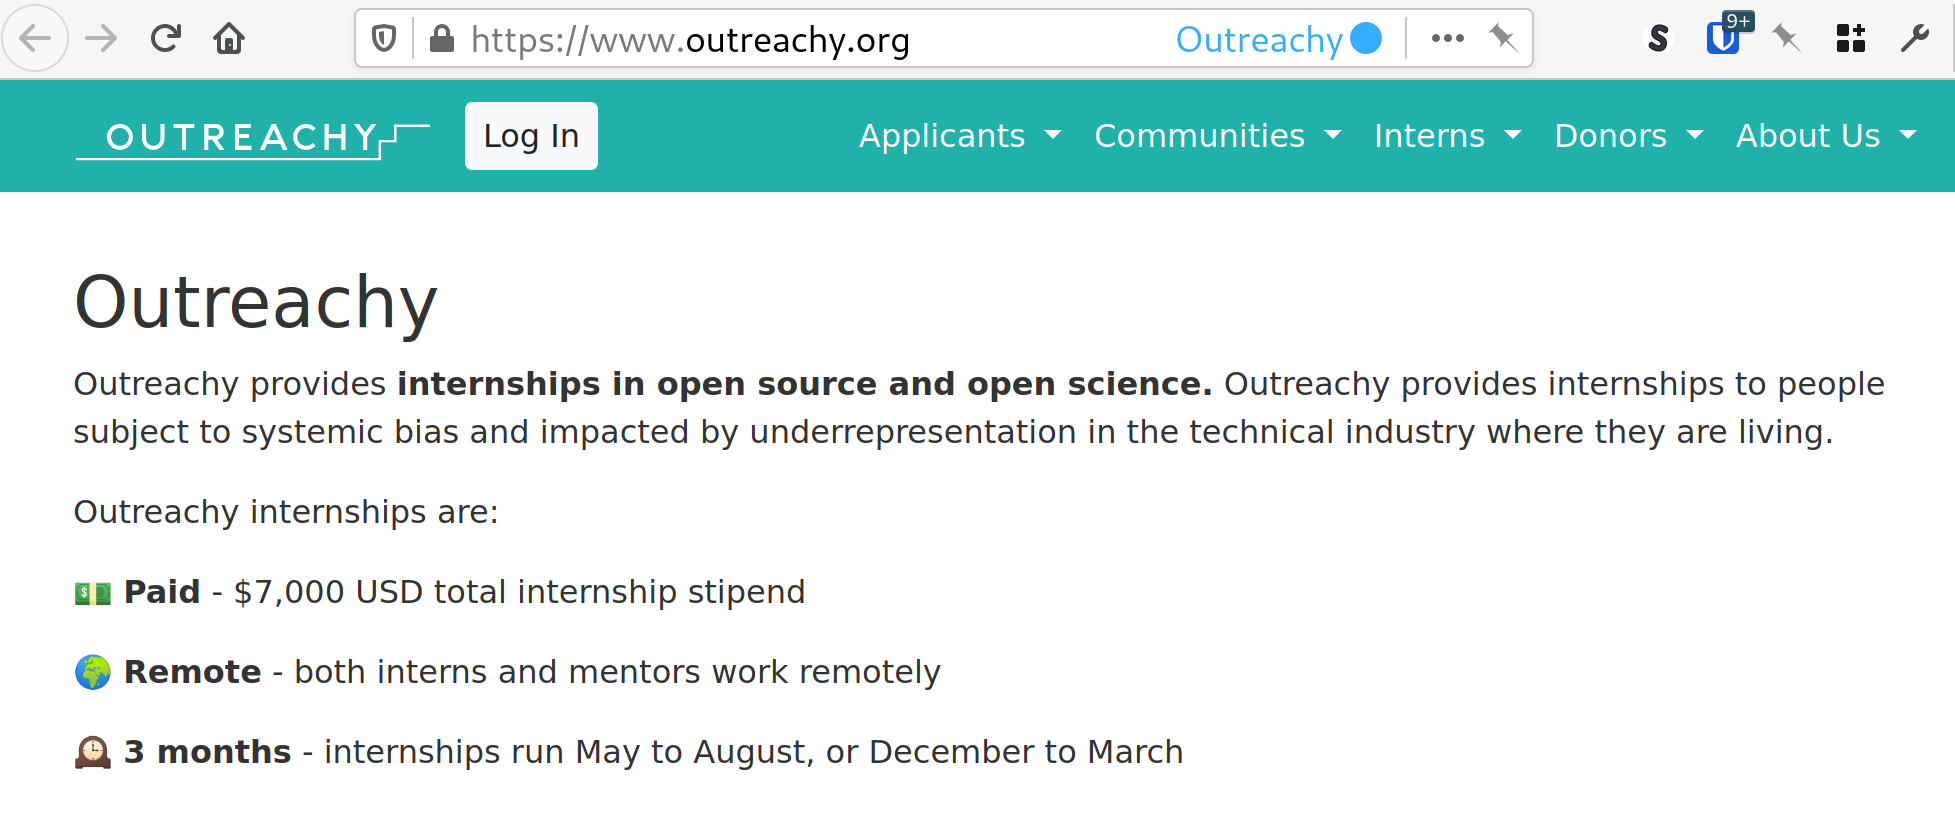 https://www.outreachy.org Outreachy 9+
OUTREACHY Log In Applicants Communities Interns Donors About Us
Outreachy
Outreachy provides internships in open source and open science. Outreachy provides internships to people
subject to systemic bias and impacted by underrepresentation in the technical industry where they are living.
Outreachy internships are:
Paid - $7,000 USD total internship stipend
Remote - both interns and mentors work remotely
3 months - internships run May to August, or December to March